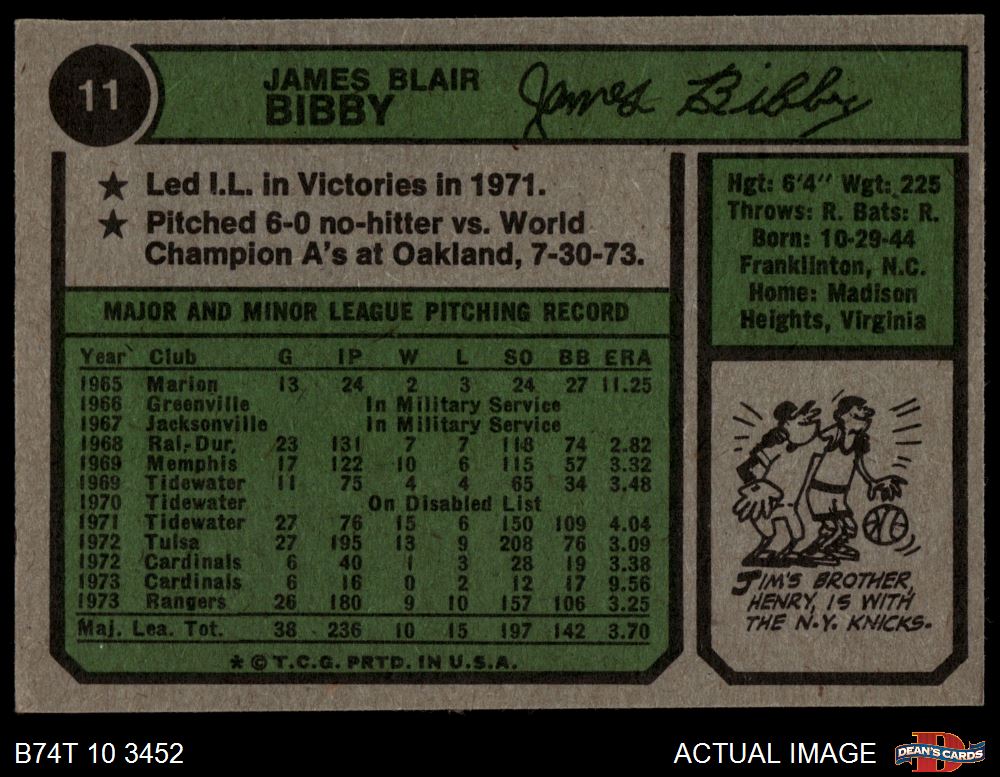 11
JAMES BLAIR
BIBBY
James Bibby
★ Led I.L. in Victories in 1971.
★ Pitched 6-0 no-hitter vs. World
Champion A's at Oakland, 7-30-73.
Hgt: 6'4" Wgt: 225
Throws: R. Bats: R.
Born: 10-29-44
Franklinton, N.C.
Home: Madison
Heights, Virginia
MAJOR AND MINOR LEAGUE PITCHING RECORD
Year Club G IP W L SO BB ERA
1965 Marion 13 24 2 3 24 27 11.25
1966 Greenville In Military Service
1967 Jacksonville In Military Service
1968 Ral.-Dur. 23 131 7 7 118 74 2.82
1969 Memphis 17 122 10 6 115 57 3.32
1969 Tidewater 11 75 4 4 65 34 3.48
1970 Tidewater On Disabled List
1971 Tidewater 27 76 15 6 150 109 4.04
1972 Tulsa 27 195 13 9 208 76 3.09
1972 Cardinals 6 40 1 3 28 19 3.38
1973 Cardinals 6 16 0 2 12 17 9.56
1973 Rangers 26 180 9 10 157 106 3.25
Maj. Lea. Tot. 38 236 10 15 197 142 3.70
★ © T.C.G. PRTD. IN U.S.A.
JIM'S BROTHER,
HENRY, IS WITH
THE N.Y. KNICKS.
B74T 10 3452
ACTUAL IMAGE
DEAN'S CARDS